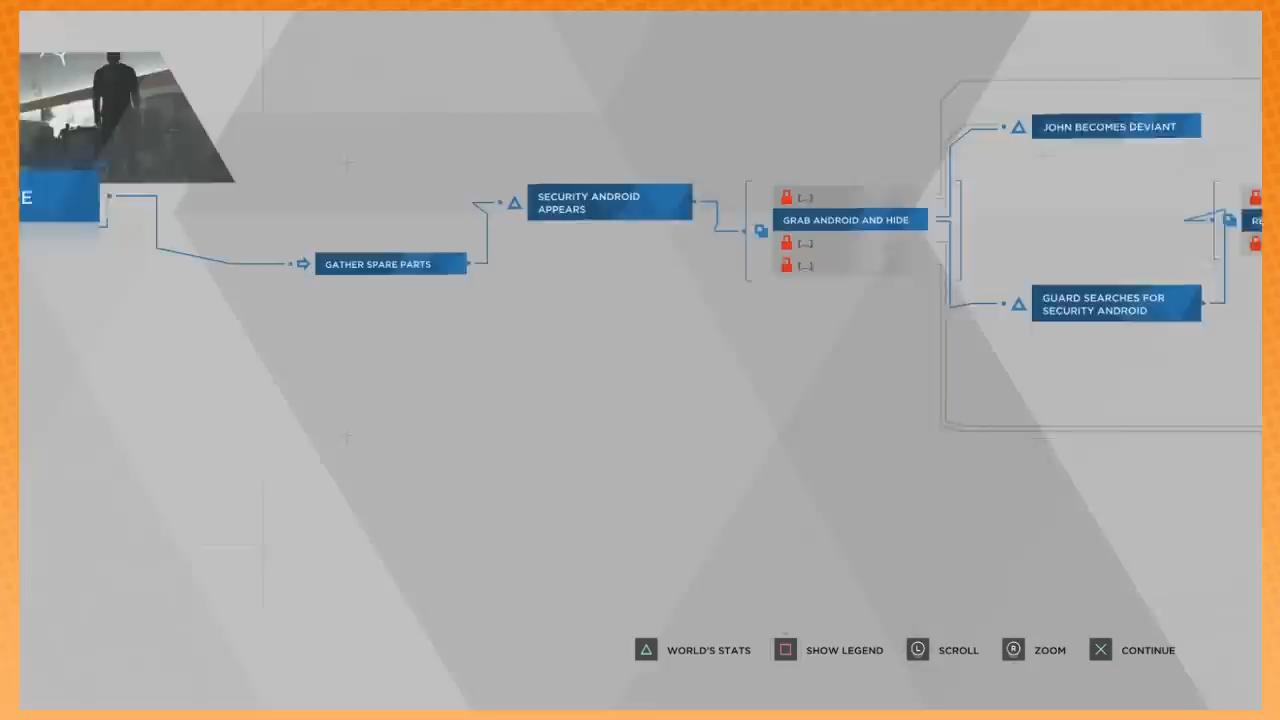 JOHN BECOMES DEVIANT
E
SECURITY ANDROID
APPEARS
[...]
GRAB ANDROID AND HIDE
[...]
[...]
RE
GATHER SPARE PARTS
GUARD SEARCHES FOR
SECURITY ANDROID
WORLD'S STATS
SHOW LEGEND
L
SCROLL
R
ZOOM
CONTINUE